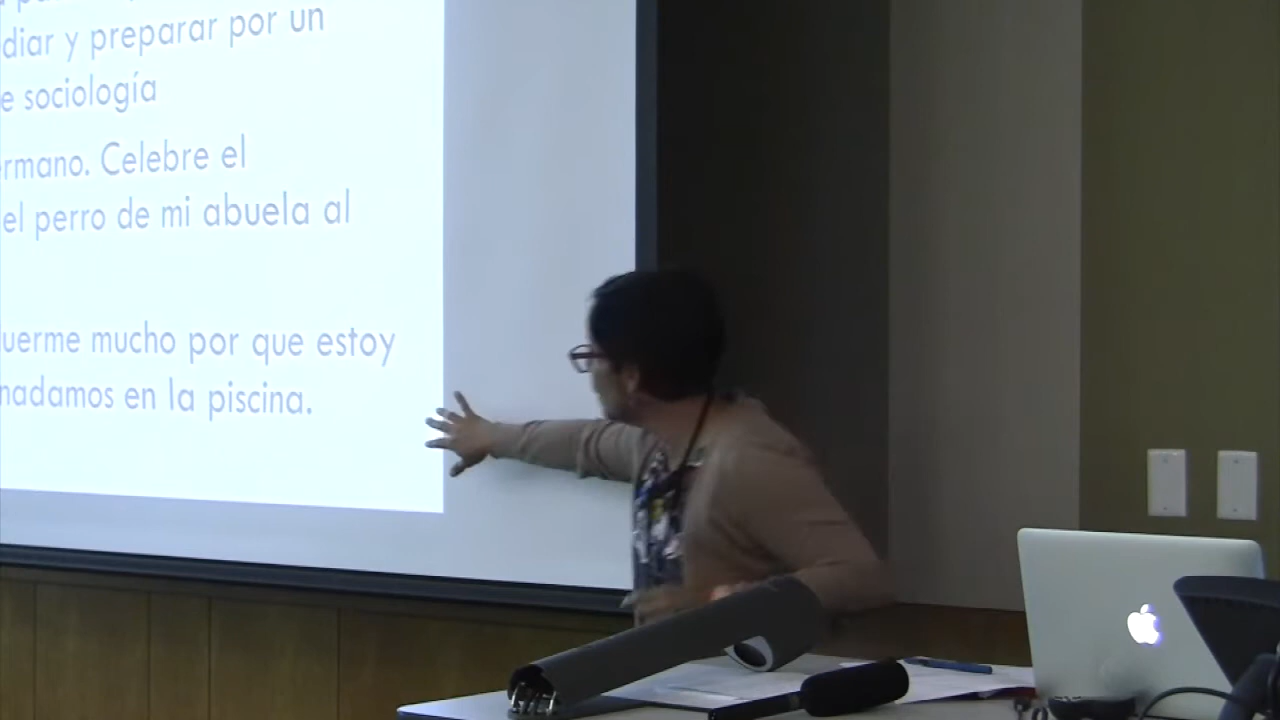 diar y preparar por un
e sociología
ermano. Celebre el
el perro de mi abuela al
uerme mucho por que estoy
nadamos en la piscina.